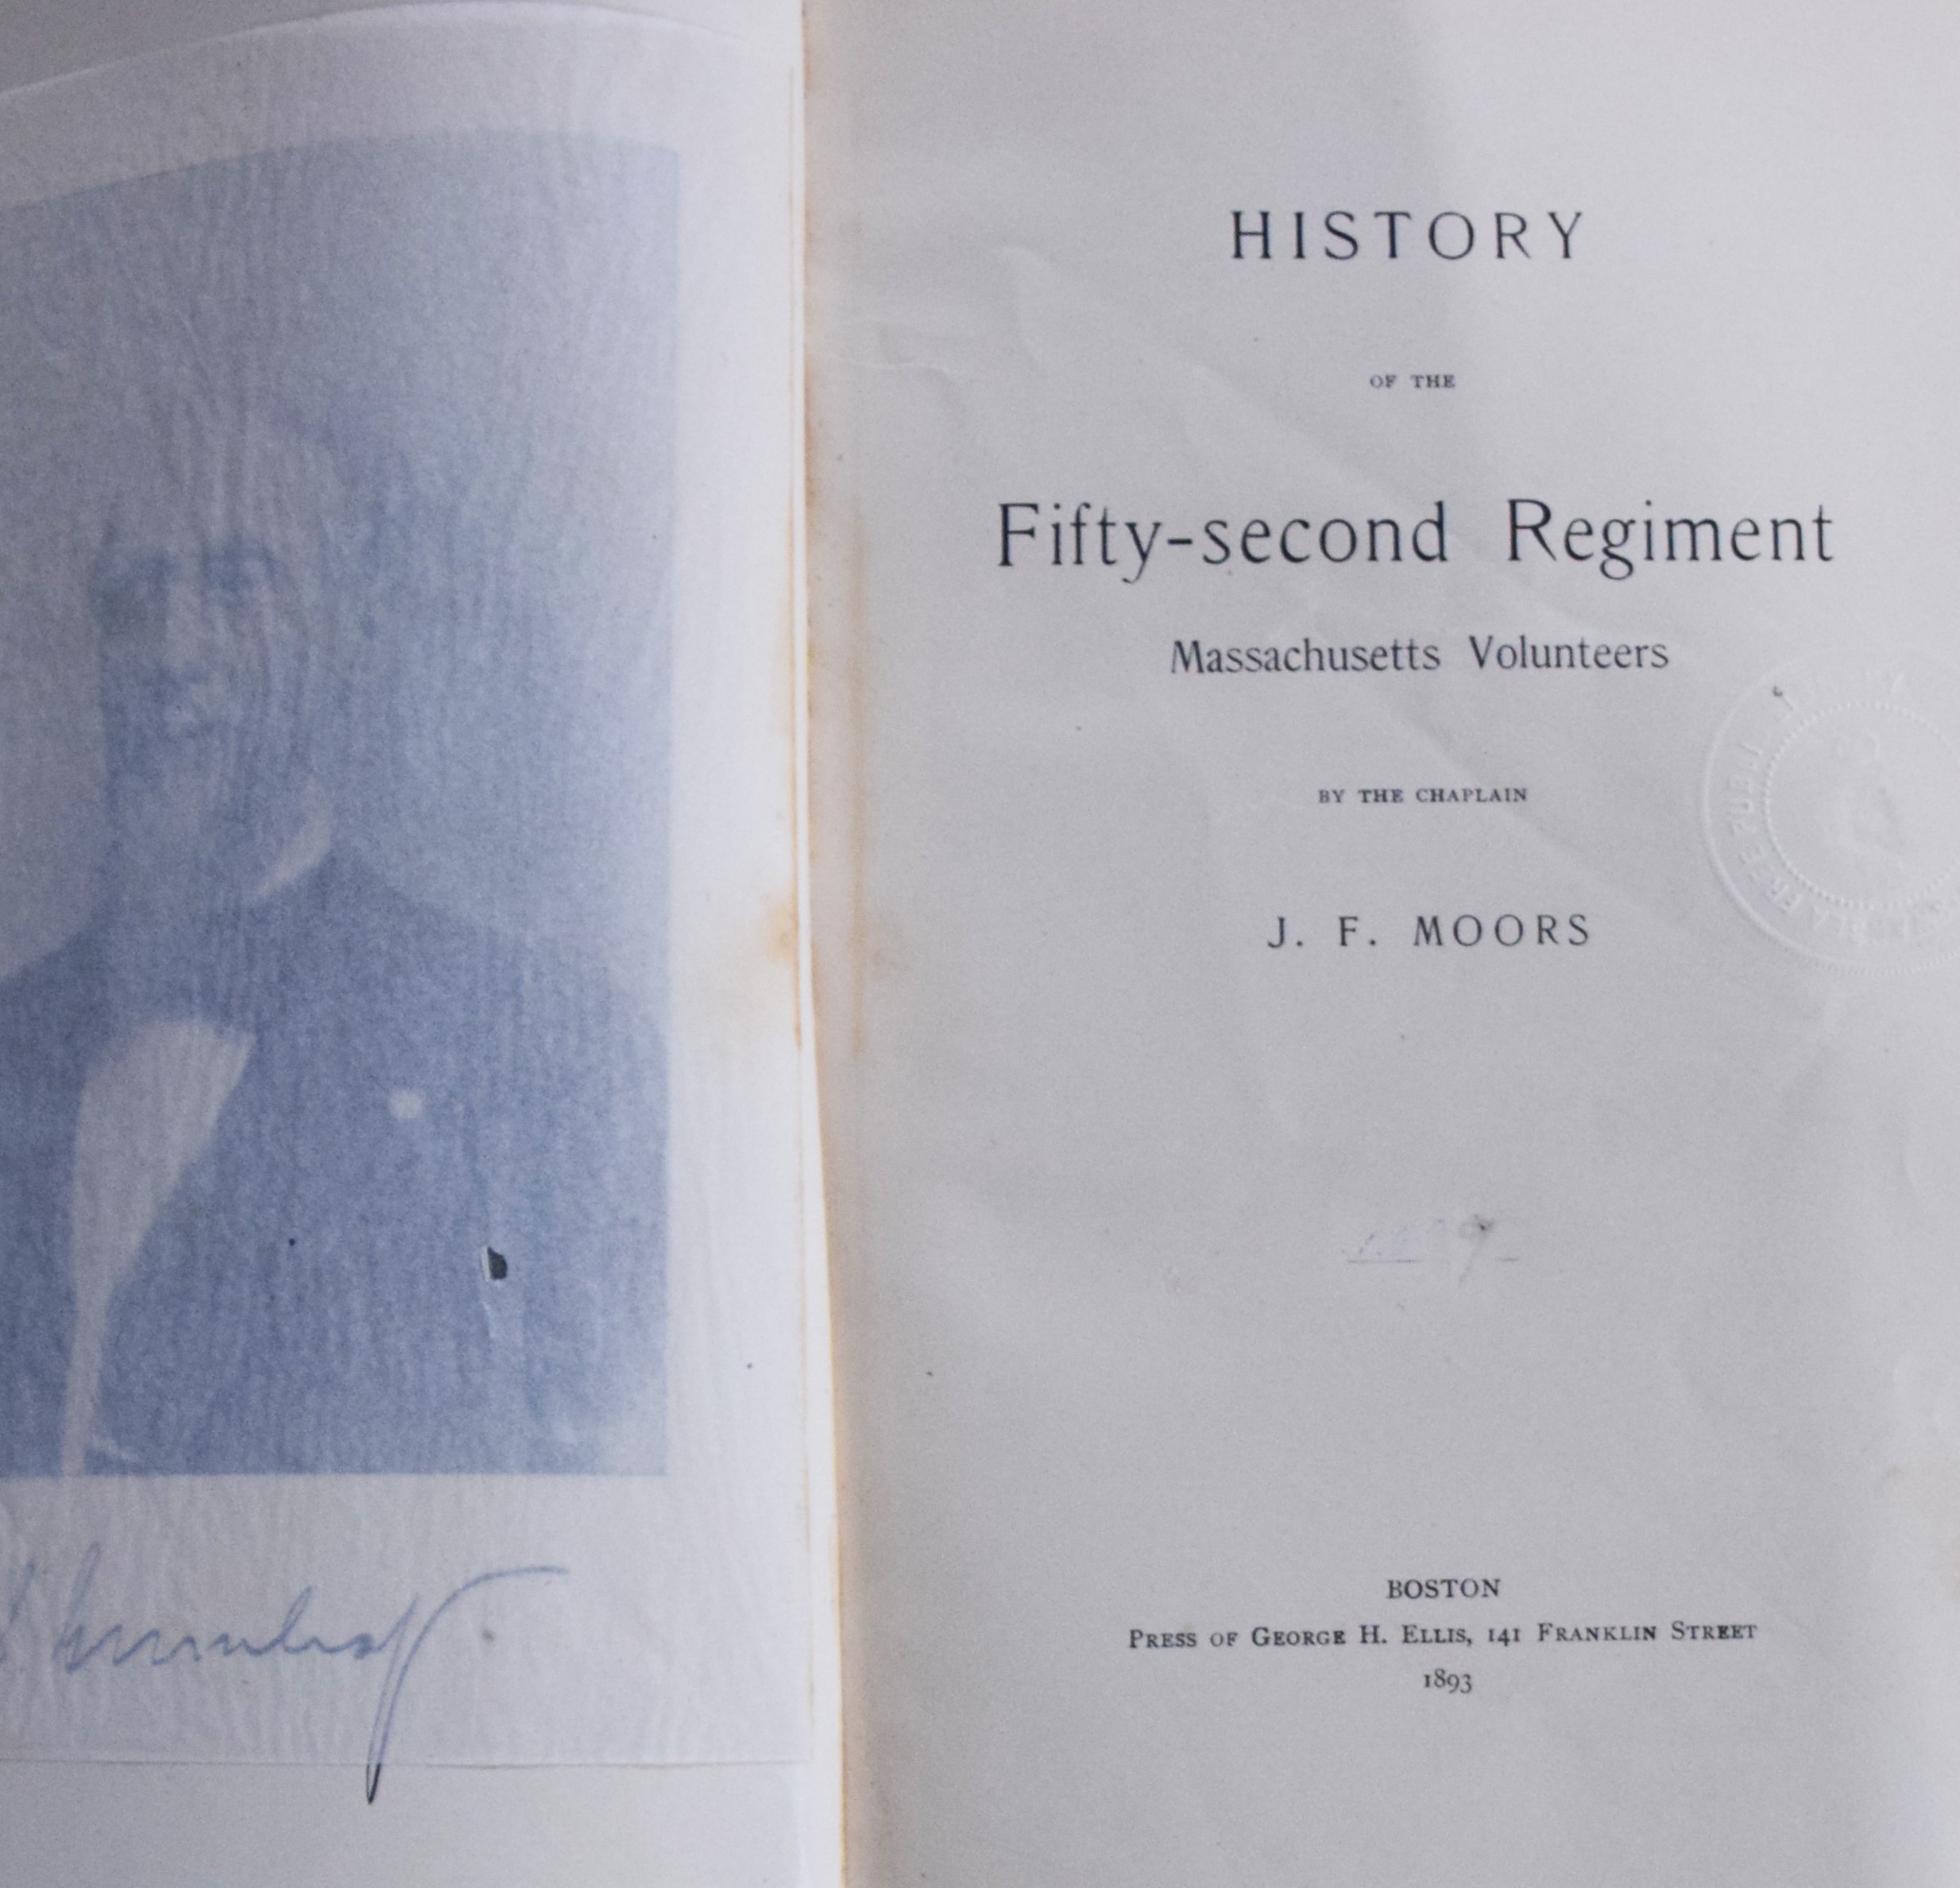 HISTORY
OF THE
Fifty-second Regiment
Massachusetts Volunteers
BY THE CHAPLAIN
J. F. MOORS
BOSTON
PRESS OF GEORGE H. ELLIS, 141 FRANKLIN STREET
1893